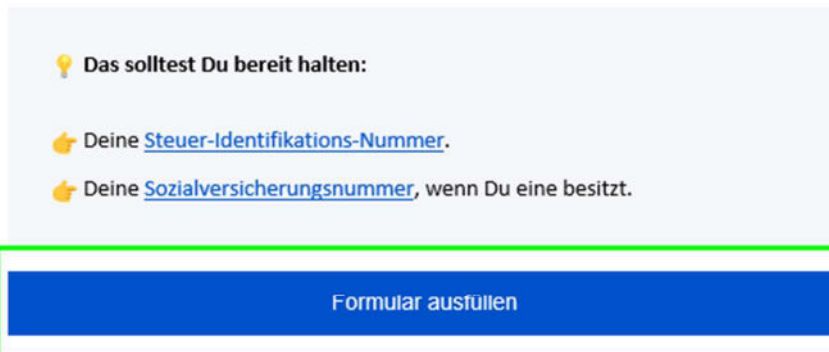 💡 Das solltest Du bereit halten:
👉 Deine Steuer-Identifikations-Nummer.
👉 Deine Sozialversicherungsnummer, wenn Du eine besitzt.
Formular ausfüllen